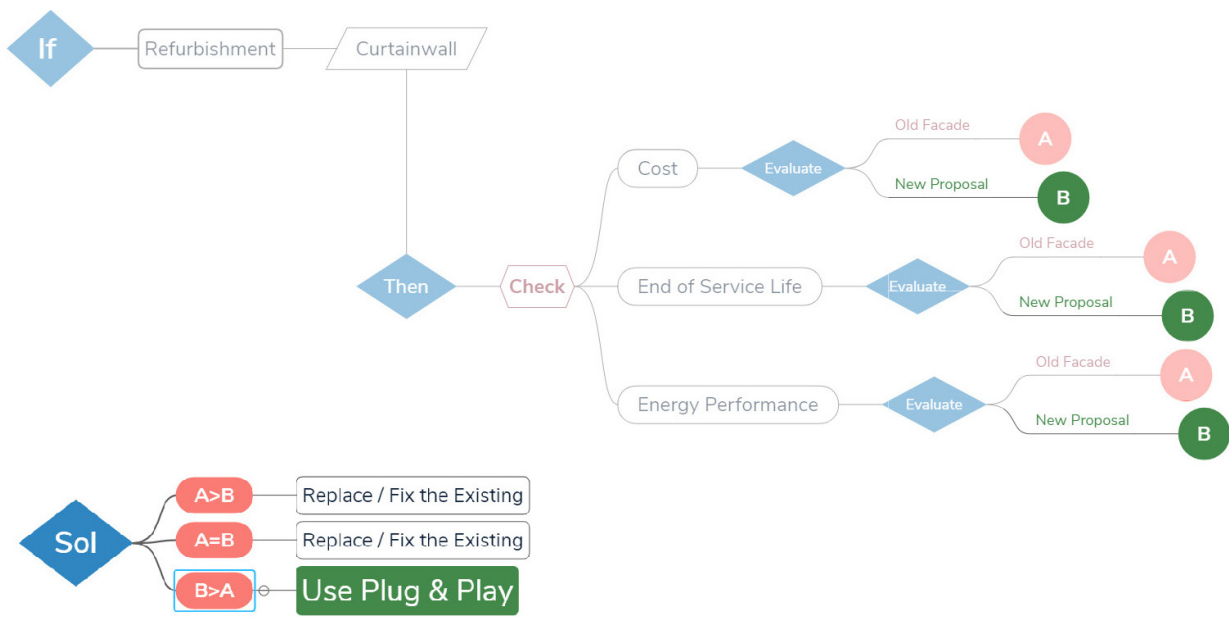 If
Refurbishment
Curtainwall
Then
Check
Cost
Evaluate
Old Facade
A
New Proposal
B
End of Service Life
Evaluate
Old Facade
A
New Proposal
B
Energy Performance
Evaluate
Old Facade
A
New Proposal
B
Sol
A>B
Replace / Fix the Existing
A=B
Replace / Fix the Existing
B>A
Use Plug & Play